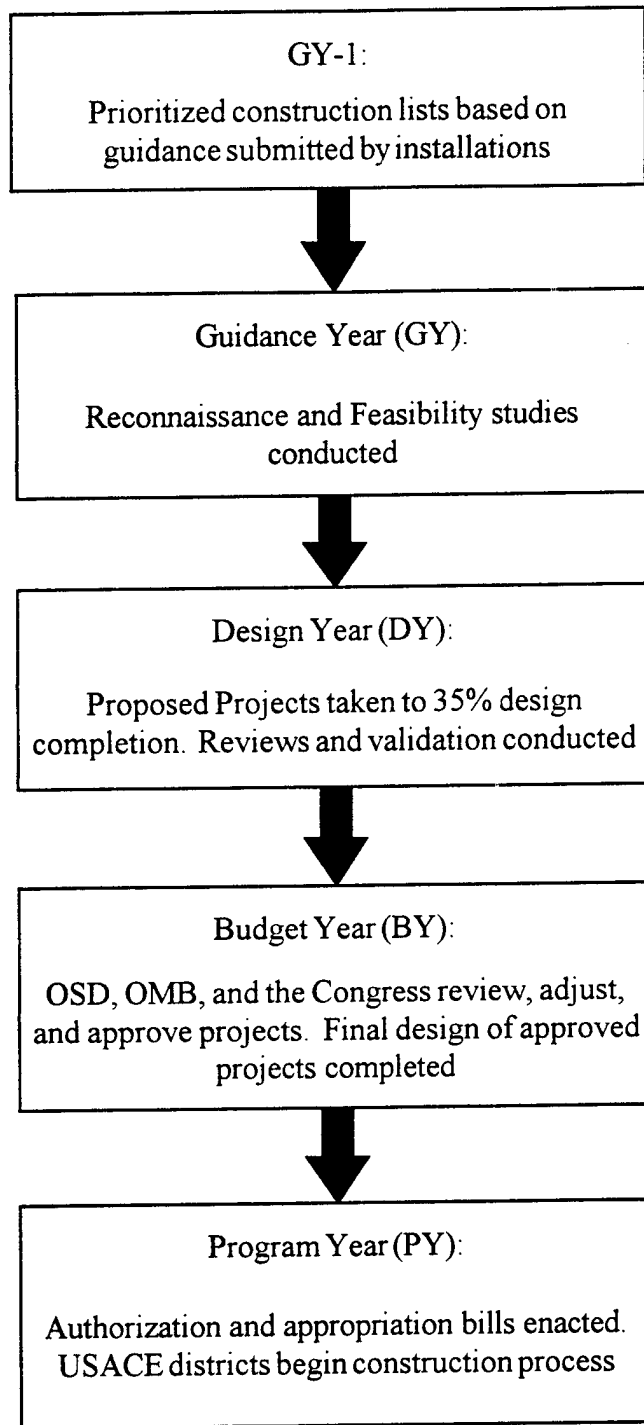 GY-1:
Prioritized construction lists based on
guidance submitted by installations
Guidance Year (GY):
Reconnaissance and Feasibility studies
conducted
Design Year (DY):
Proposed Projects taken to 35% design
completion. Reviews and validation conducted
Budget Year (BY):
OSD, OMB, and the Congress review, adjust,
and approve projects. Final design of approved
projects completed
Program Year (PY):
Authorization and appropriation bills enacted.
USACE districts begin construction process